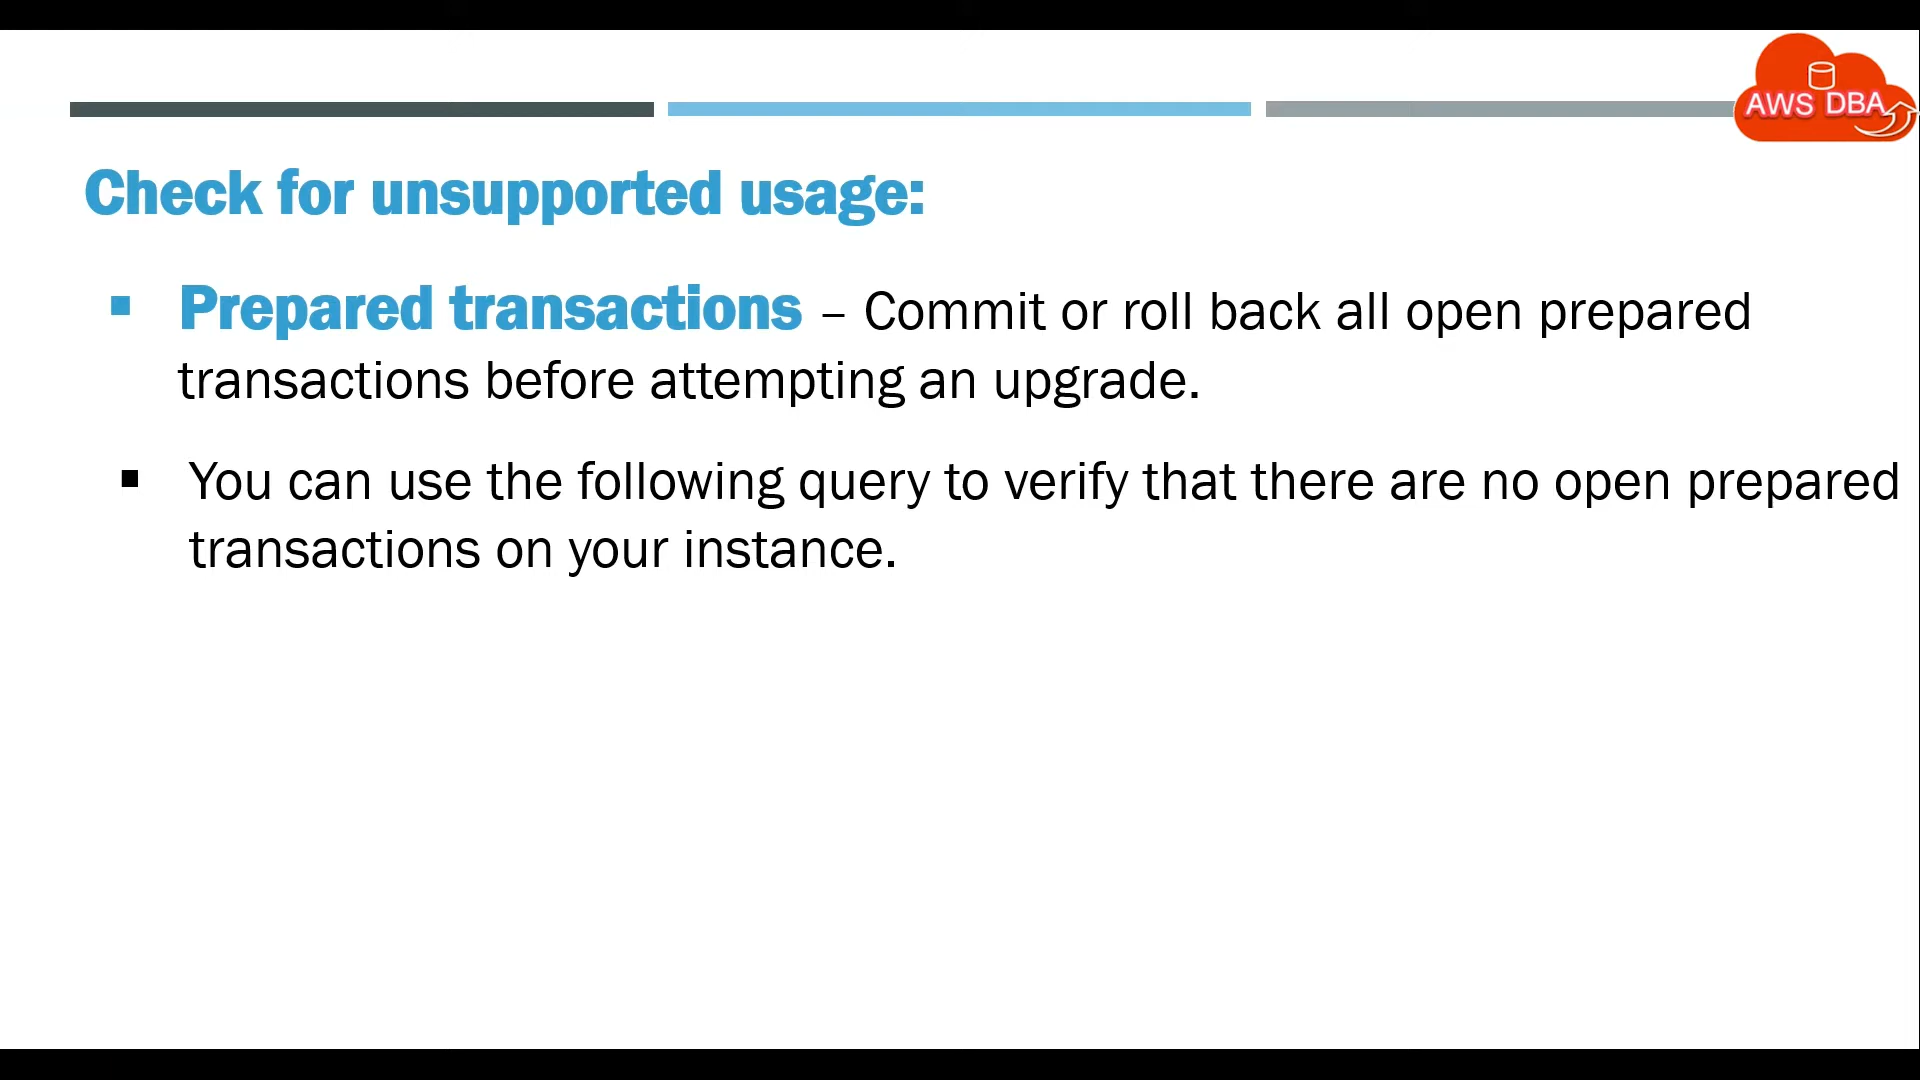 AWS DBA
Check for unsupported usage:
▪ Prepared transactions – Commit or roll back all open prepared
transactions before attempting an upgrade.
▪ You can use the following query to verify that there are no open prepared
transactions on your instance.